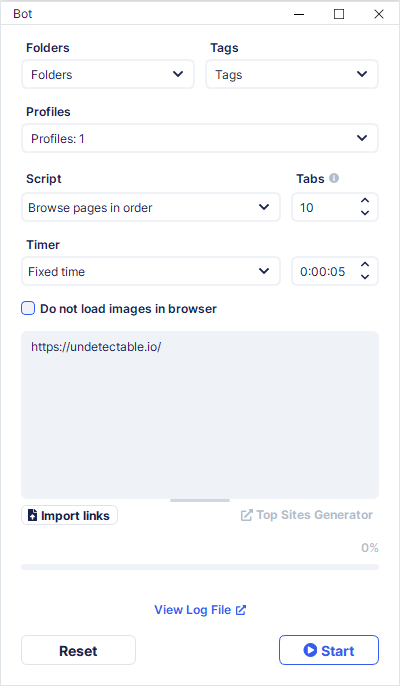 Bot
Folders Tags
Folders Tags
Profiles
Profiles: 1
Script Tabs
Browse pages in order 10
Timer
Fixed time 0:00:05
Do not load images in browser
https://undetectable.io/
Import links Top Sites Generator
0%
View Log File
Reset Start